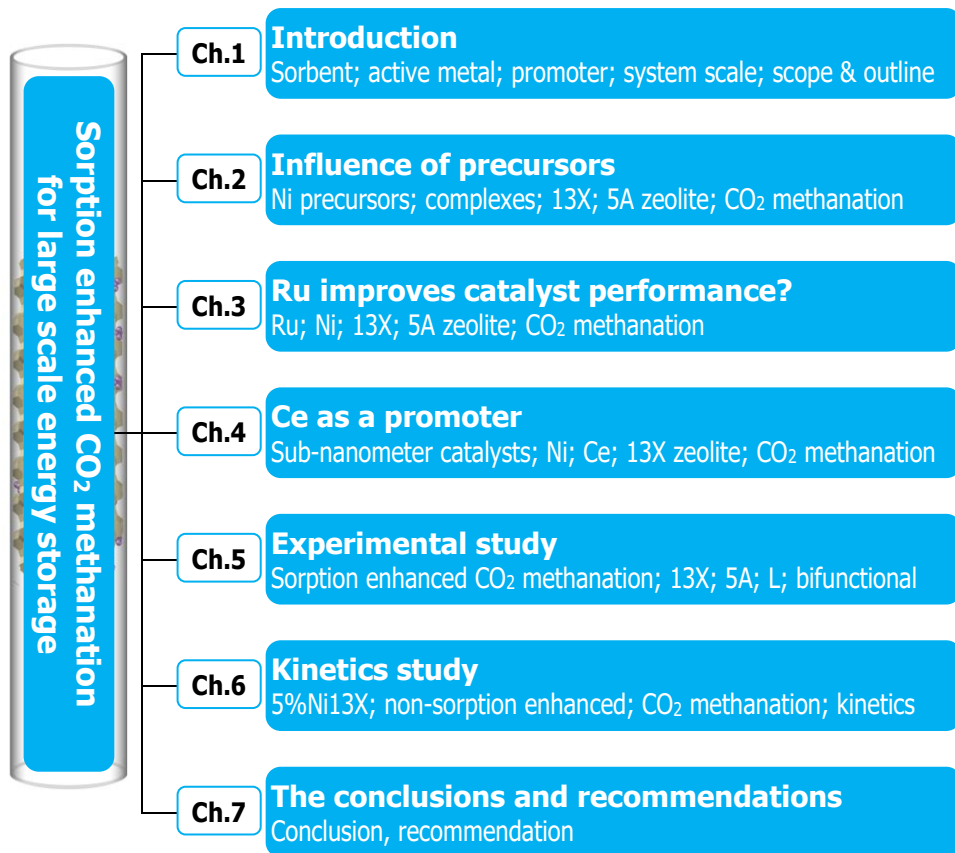 Sorption enhanced CO₂ methanation
for large scale energy storage
Ch.1
Introduction
Sorbent; active metal; promoter; system scale; scope & outline
Ch.2
Influence of precursors
Ni precursors; complexes; 13X; 5A zeolite; CO₂ methanation
Ch.3
Ru improves catalyst performance?
Ru; Ni; 13X; 5A zeolite; CO₂ methanation
Ch.4
Ce as a promoter
Sub-nanometer catalysts; Ni; Ce; 13X zeolite; CO₂ methanation
Ch.5
Experimental study
Sorption enhanced CO₂ methanation; 13X; 5A; L; bifunctional
Ch.6
Kinetics study
5%Ni13X; non-sorption enhanced; CO₂ methanation; kinetics
Ch.7
The conclusions and recommendations
Conclusion, recommendation